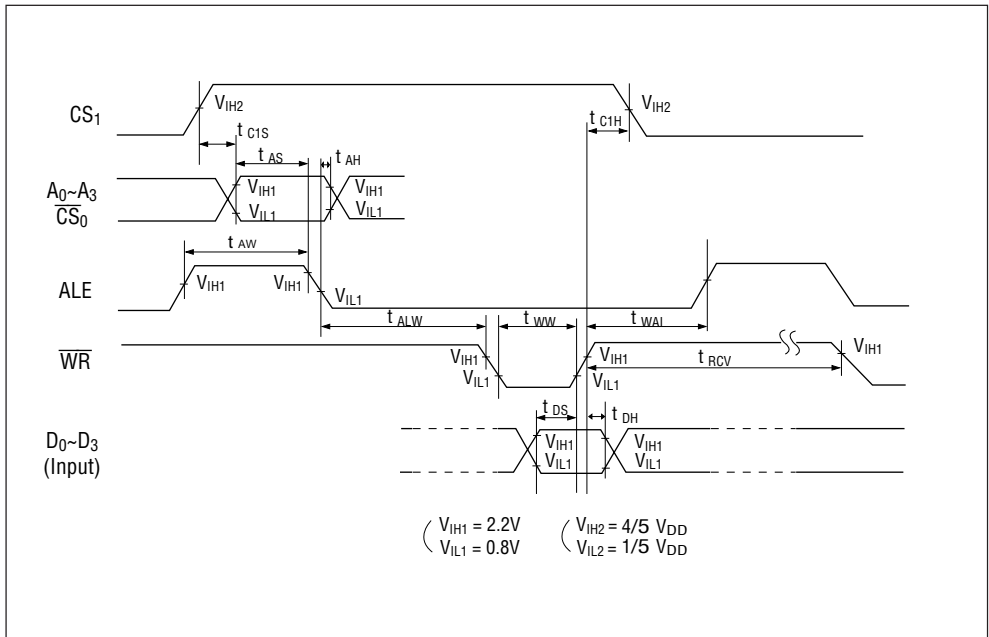 CS1
VIH2
VIH2
t C1S
t C1H
t AS
t AH
A0~A3
CS0
VIH1
VIL1
VIH1
VIL1
t AW
ALE
VIH1
VIH1
VIL1
t ALW
t WW
t WAL
WR
VIH1
VIL1
VIH1
VIL1
t RCV
VIH1
t DS
t DH
D0~D3
(Input)
VIH1
VIL1
VIH1
VIL1
( VIH1 = 2.2V
VIL1 = 0.8V
( VIH2 = 4/5 VDD
VIL2 = 1/5 VDD